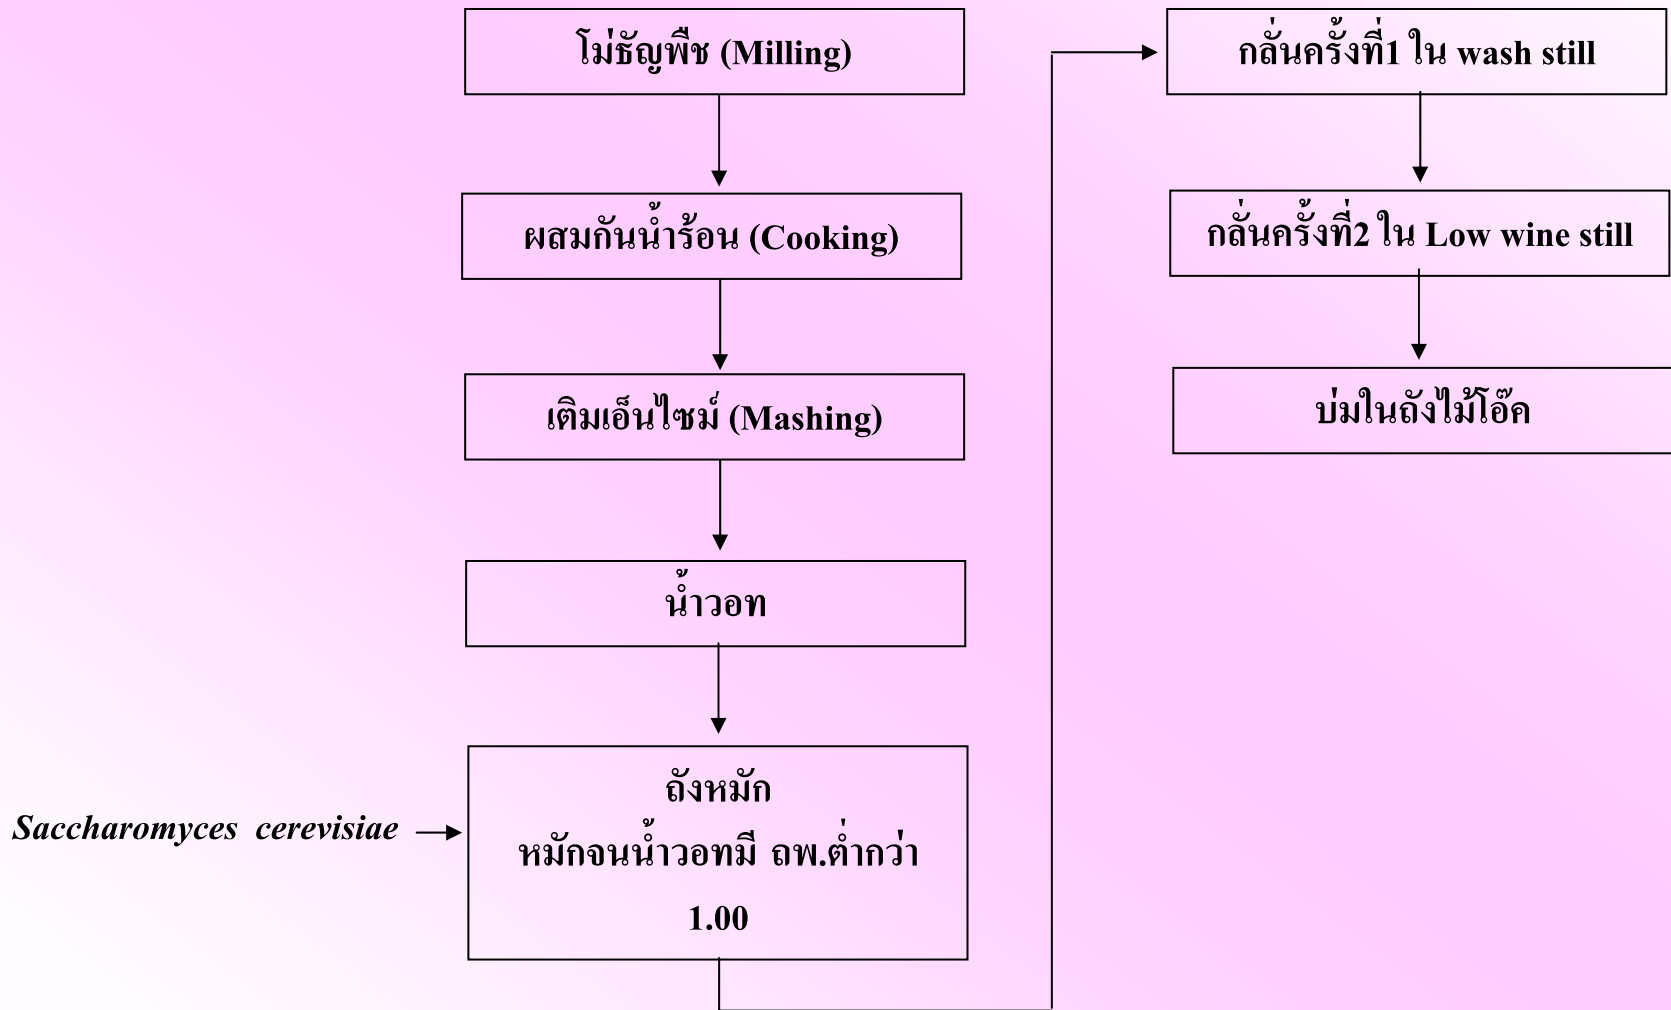 โม่ธัญพืช (Milling)
ผสมกันน้ำร้อน (Cooking)
เติมเอ็นไซม์ (Mashing)
น้ำวอท
Saccharomyces cerevisiae
ถังหมัก
หมักจนน้ำวอทมี ถพ.ต่ำกว่า
1.00
กลั่นครั้งที่1 ใน wash still
กลั่นครั้งที่2 ใน Low wine still
บ่มในถังไม้โอ๊ค